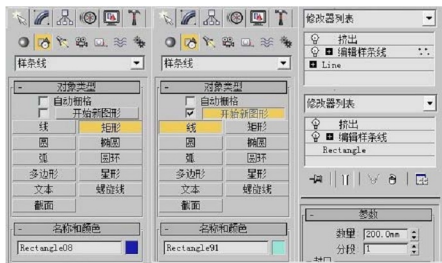 样条线
- 对象类型
自动栅格
开始新图形
线 矩形
圆 椭圆
弧 圆环
多边形 星形
文本 螺旋线
截面
- 名称和颜色
Rectangle08
样条线
- 对象类型
自动栅格
开始新图形
线 矩形
圆 椭圆
弧 圆环
多边形 星形
文本 螺旋线
截面
- 名称和颜色
Rectangle91
修改器列表
挤出
编辑样条线
Line
修改器列表
挤出
编辑样条线
Rectangle
- 参数
数量 200.0mm
分段 1
封口